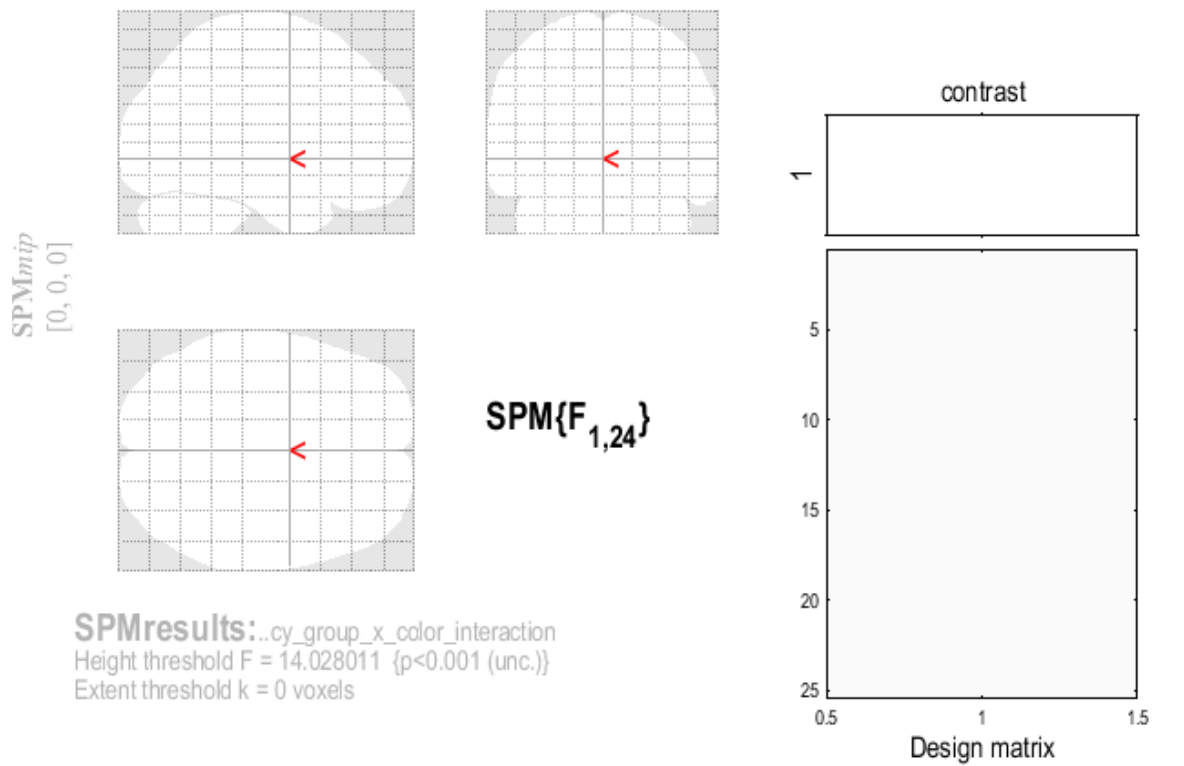 SPMmip
[0, 0, 0]
<
<
<
SPM{F1,24}
SPMresults:..cy_group_x_color_interaction
Height threshold F = 14.028011 {p<0.001 (unc.)}
Extent threshold k = 0 voxels
contrast
1
5
10
15
20
25
0.5 1 1.5
Design matrix